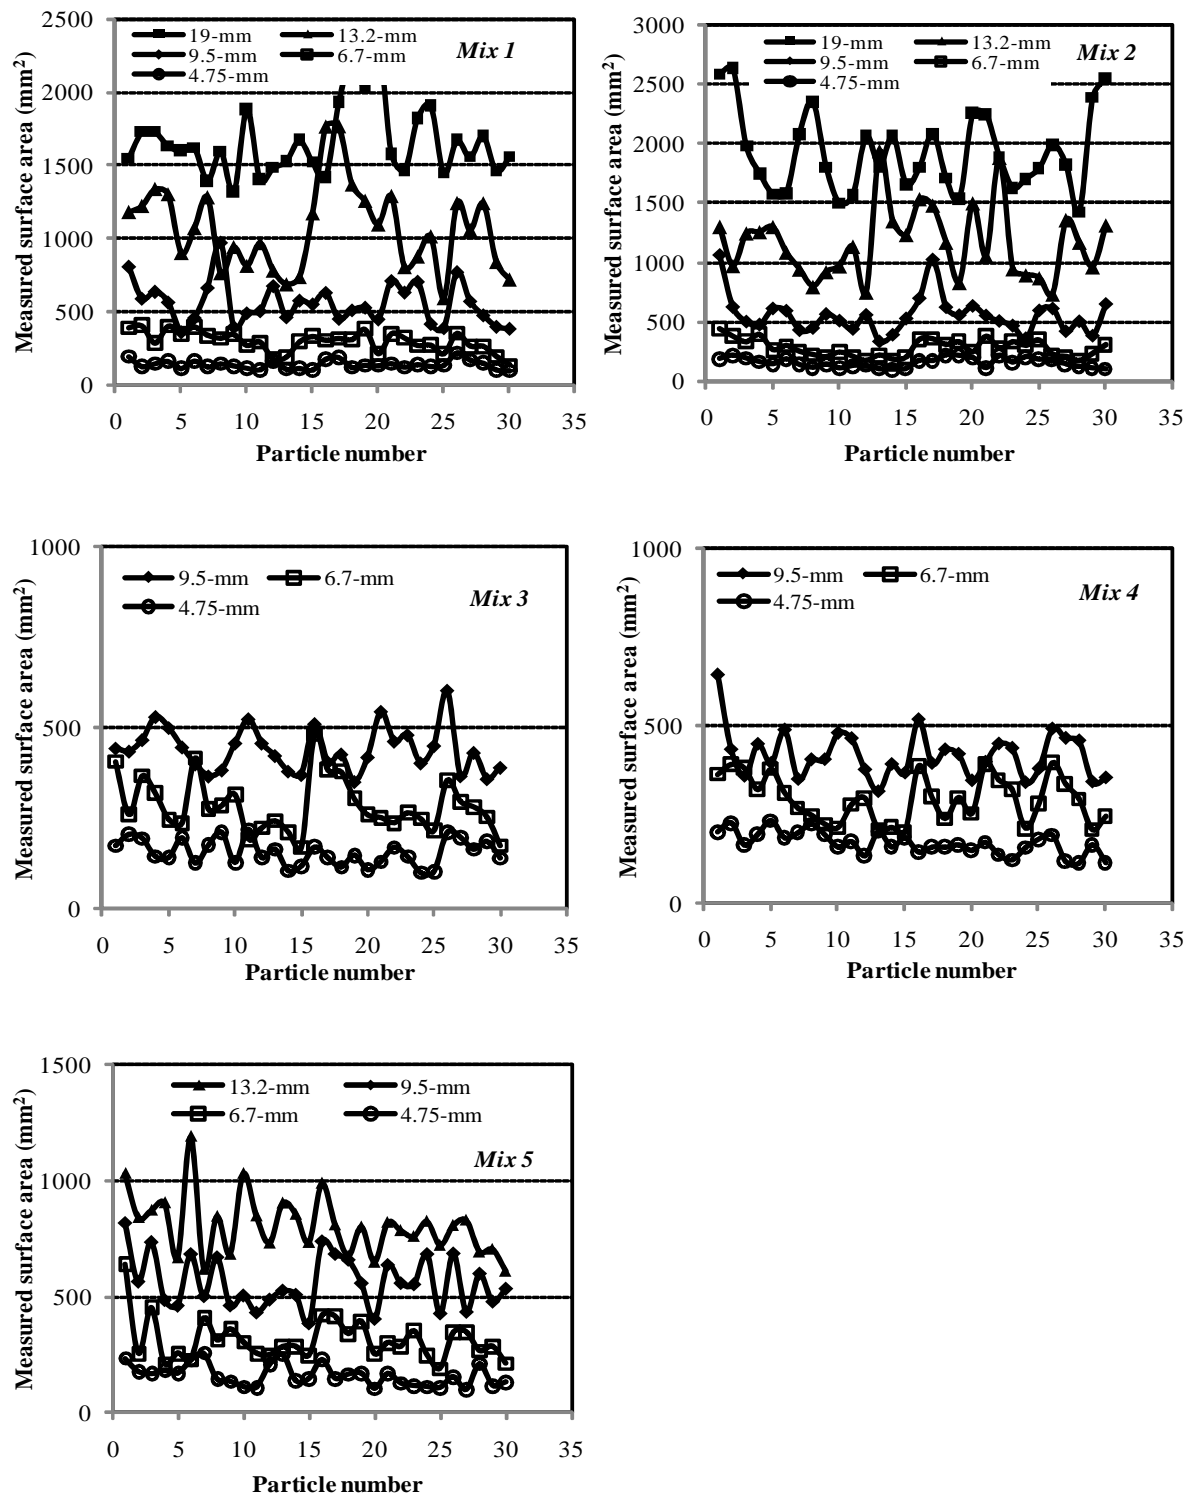 Measured surface area (mm²)
2500
2000
1500
1000
500
0
19-mm 13.2-mm
9.5-mm 6.7-mm
4.75-mm
Mix 1
0 5 10 15 20 25 30 35
Particle number
Measured surface area (mm²)
3000
2500
2000
1500
1000
500
0
19-mm 13.2-mm
9.5-mm 6.7-mm
4.75-mm
Mix 2
0 5 10 15 20 25 30 35
Particle number
Measured surface area (mm²)
1000
500
0
9.5-mm 6.7-mm
4.75-mm
Mix 3
0 5 10 15 20 25 30 35
Particle number
Measured surface area (mm²)
1000
500
0
9.5-mm 6.7-mm
4.75-mm
Mix 4
0 5 10 15 20 25 30 35
Particle number
Measured surface area (mm²)
1500
1000
500
0
13.2-mm 9.5-mm
6.7-mm 4.75-mm
Mix 5
0 5 10 15 20 25 30 35
Particle number